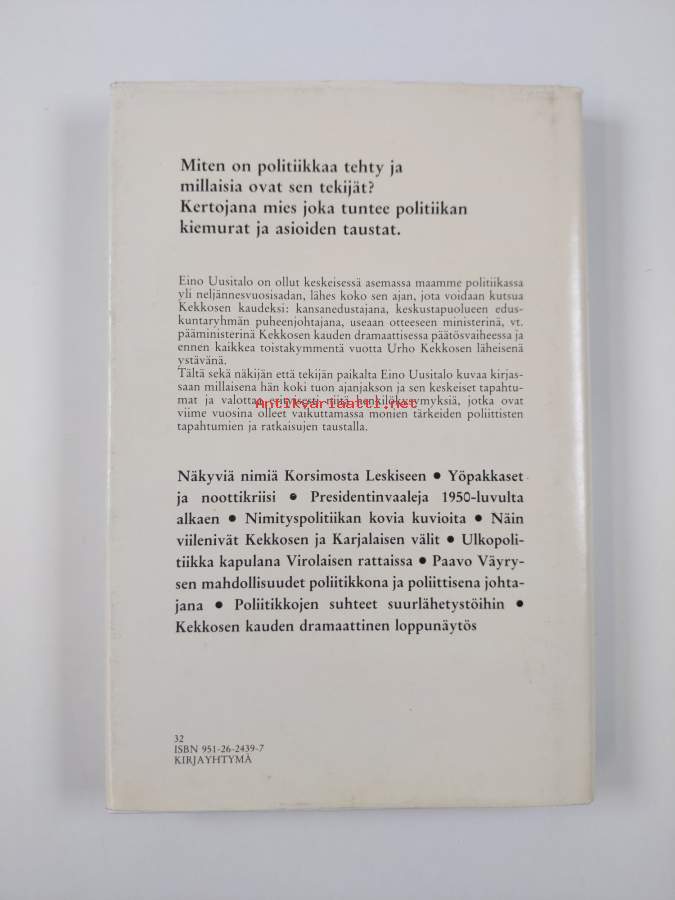 Miten on politiikkaa tehty ja
millaisia ovat sen tekijät?
Kertojana mies joka tuntee politiikan
kiemurat ja asioiden taustat.
Eino Uusitalo on ollut keskeisessä asemassa maamme politiikassa
yli neljännesvuosisadan, lähes koko sen ajan, jota voidaan kutsua
Kekkosen kaudeksi: kansanedustajana, keskustapuolueen edus-
kuntaryhmän puheenjohtajana, useaan otteeseen ministerinä, vt.
pääministerinä Kekkosen kauden dramaattisessa päätösvaiheessa ja
ennen kaikkea toistakymmentä vuotta Urho Kekkosen läheisenä
ystävänä.
Tältä sekä näkijän että tekijän paikalta Eino Uusitalo kuvaa kirjas-
saan millaisena hän koki tuon ajanjakson ja sen keskeiset tapahtu-
mat ja valottaa erityisesti niitä henkilökysymyksiä, jotka ovat
Antikvariaatti.net
viime vuosina olleet vaikuttamassa monien tärkeiden poliittisten
tapahtumien ja ratkaisujen taustalla.
Näkyviä nimiä Korsimosta Leskiseen • Yöpakkaset
ja noottikriisi • Presidentinvaaleja 1950-luvulta
alkaen • Nimityspolitiikan kovia kuvioita • Näin
viilenivät Kekkosen ja Karjalaisen välit • Ulkopoli-
tiikka kapulana Virolaisen rattaissa • Paavo Väyry-
sen mahdollisuudet poliitikkona ja poliittisena johta-
jana • Poliitikkojen suhteet suurlähetystöihin •
Kekkosen kauden dramaattinen loppunäytös
32
ISBN 951-26-2439-7
KIRJAYHTYMÄ